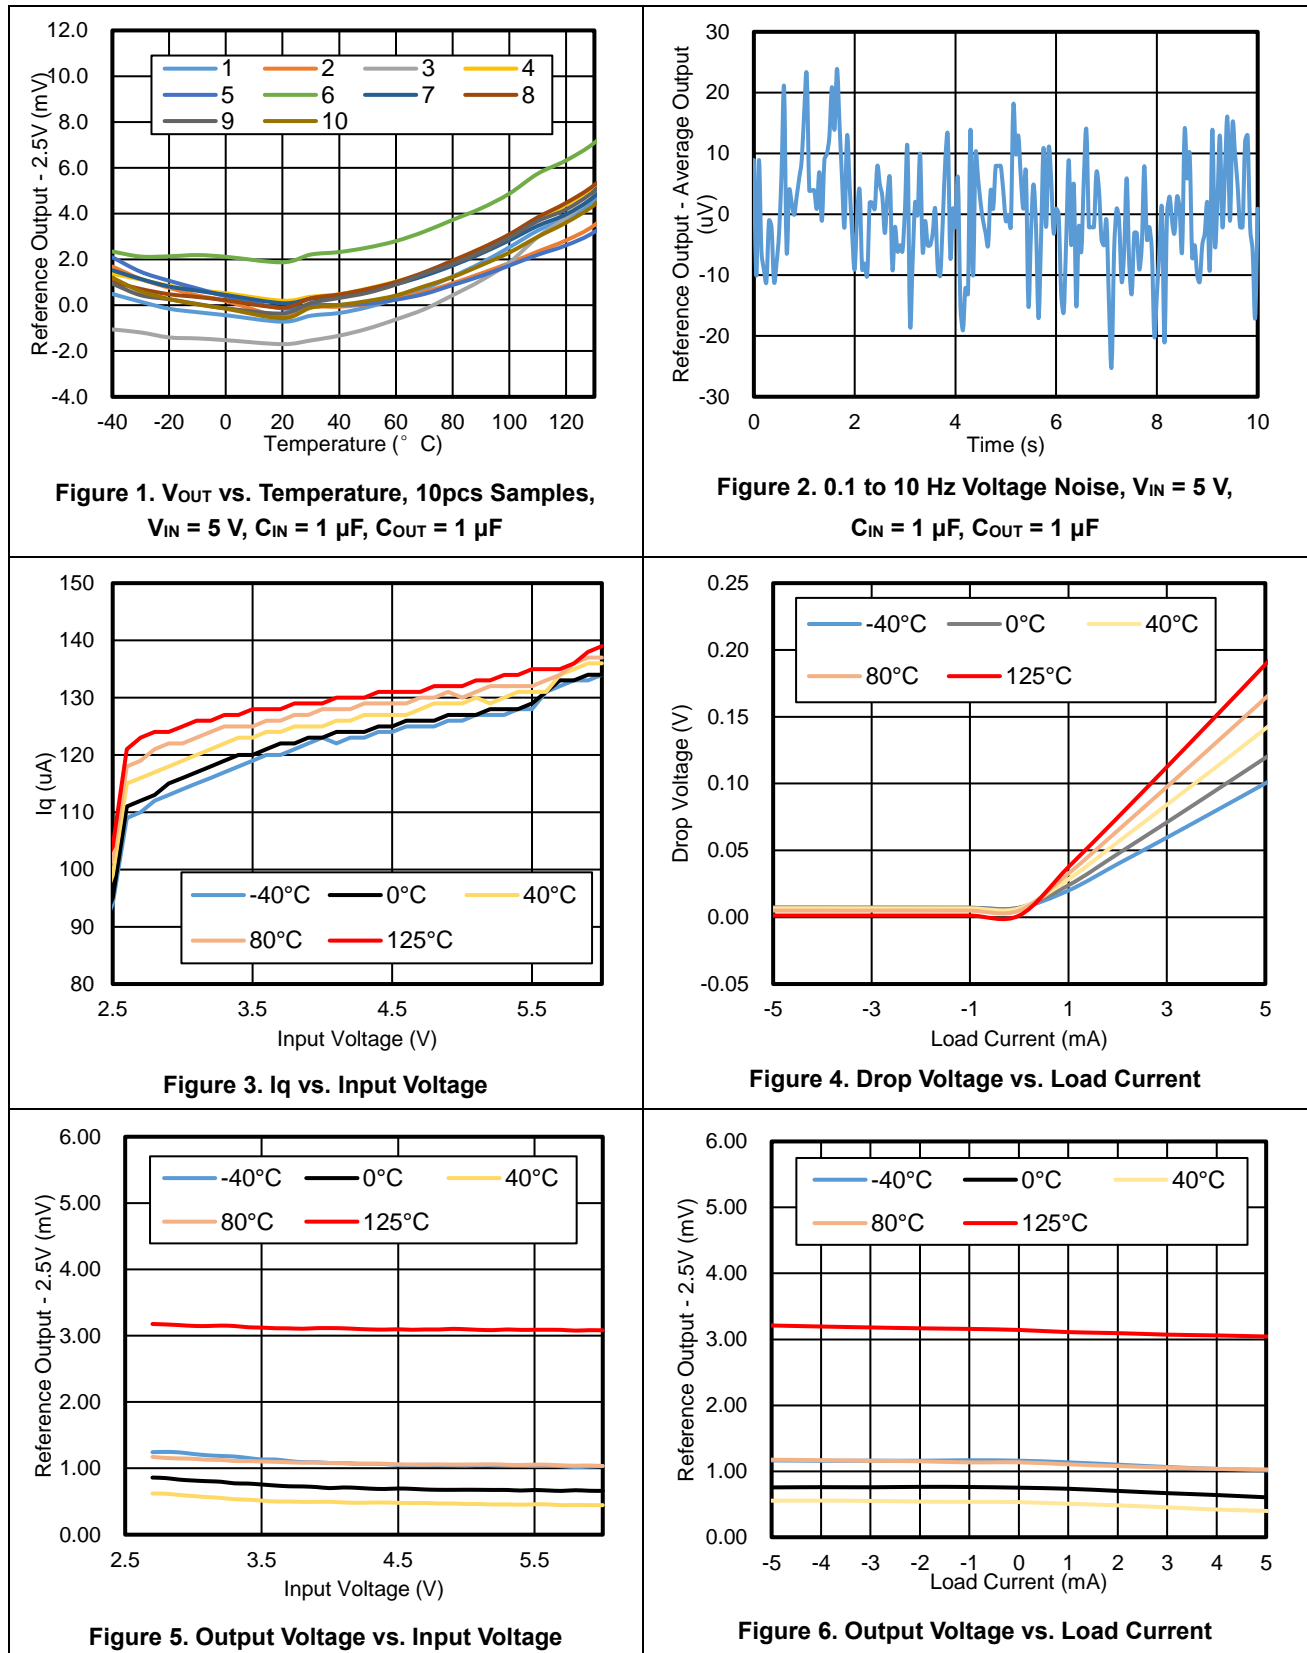 12.0
10.0
8.0
6.0
4.0
2.0
0.0
-2.0
-4.0
Reference Output - 2.5V (mV)
1 2 3 4
5 6 7 8
9 10
-40 -20 0 20 40 60 80 100 120
Temperature (° C)
Figure 1. VOUT vs. Temperature, 10pcs Samples,
VIN = 5 V, CIN = 1 µF, COUT = 1 µF
30
20
10
0
-10
-20
-30
Reference Output - Average Output
(uV)
0 2 4 6 8 10
Time (s)
Figure 2. 0.1 to 10 Hz Voltage Noise, VIN = 5 V,
CIN = 1 µF, COUT = 1 µF
150
140
130
120
110
100
90
80
Iq (uA)
-40°C 0°C 40°C
80°C 125°C
2.5 3.5 4.5 5.5
Input Voltage (V)
Figure 3. Iq vs. Input Voltage
0.25
0.20
0.15
0.10
0.05
0.00
-0.05
Drop Voltage (V)
-40°C 0°C 40°C
80°C 125°C
-5 -3 -1 1 3 5
Load Current (mA)
Figure 4. Drop Voltage vs. Load Current
6.00
5.00
4.00
3.00
2.00
1.00
0.00
Reference Output - 2.5V (mV)
-40°C 0°C 40°C
80°C 125°C
2.5 3.5 4.5 5.5
Input Voltage (V)
Figure 5. Output Voltage vs. Input Voltage
6.00
5.00
4.00
3.00
2.00
1.00
0.00
Reference Output - 2.5V (mV)
-40°C 0°C 40°C
80°C 125°C
-5 -4 -3 -2 -1 0 1 2 3 4 5
Load Current (mA)
Figure 6. Output Voltage vs. Load Current